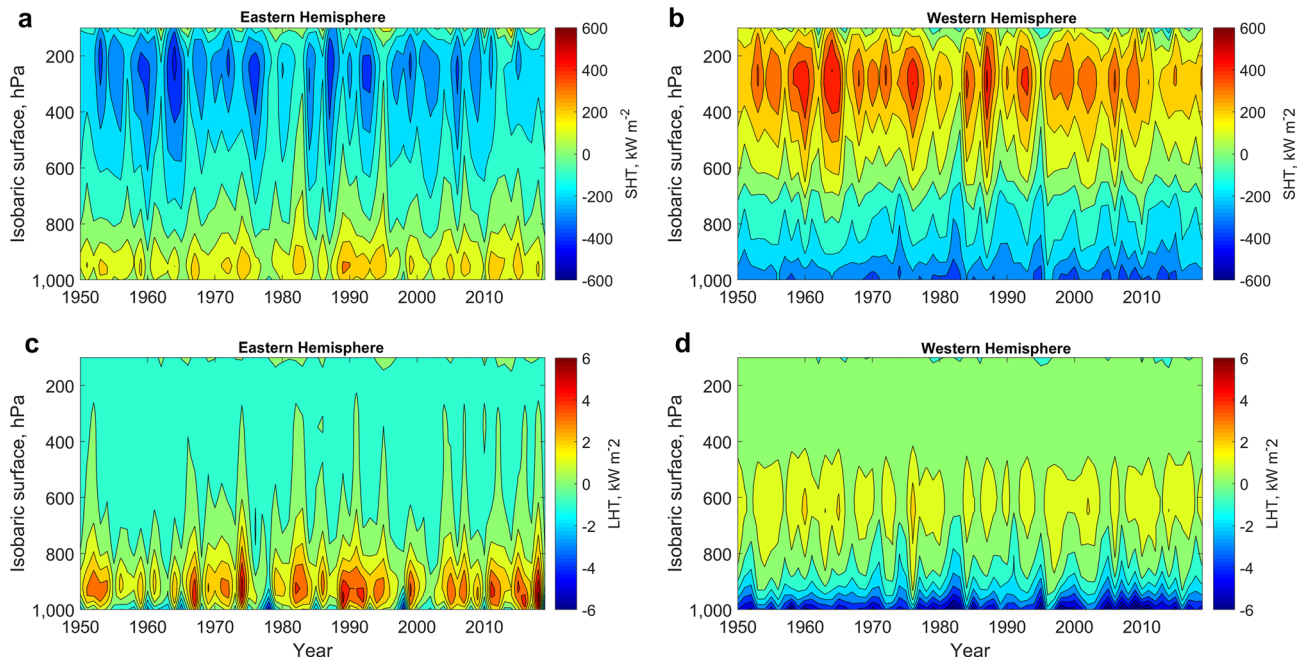 a
Eastern Hemisphere
200
400
600
800
1,000
1950 1960 1970 1980 1990 2000 2010
Isobaric surface, hPa
600
400
200
0
-200
-400
-600
SHT, kW m-2
b
Western Hemisphere
200
400
600
800
1,000
1950 1960 1970 1980 1990 2000 2010
Isobaric surface, hPa
600
400
200
0
-200
-400
-600
SHT, kW m-2
c
Eastern Hemisphere
200
400
600
800
1,000
1950 1960 1970 1980 1990 2000 2010
Isobaric surface, hPa
Year
6
4
2
0
-2
-4
-6
LHT, kW m-2
d
Western Hemisphere
200
400
600
800
1,000
1950 1960 1970 1980 1990 2000 2010
Isobaric surface, hPa
Year
6
4
2
0
-2
-4
-6
LHT, kW m-2